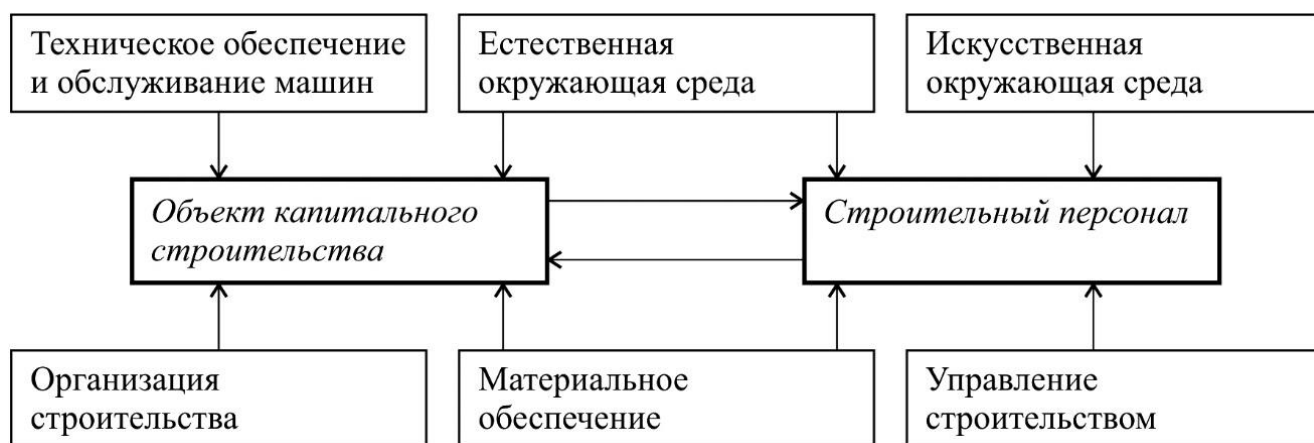 Техническое обеспечение
и обслуживание машин
Естественная
окружающая среда
Искусственная
окружающая среда
Объект капитального
строительства
Строительный персонал
Организация
строительства
Материальное
обеспечение
Управление
строительством